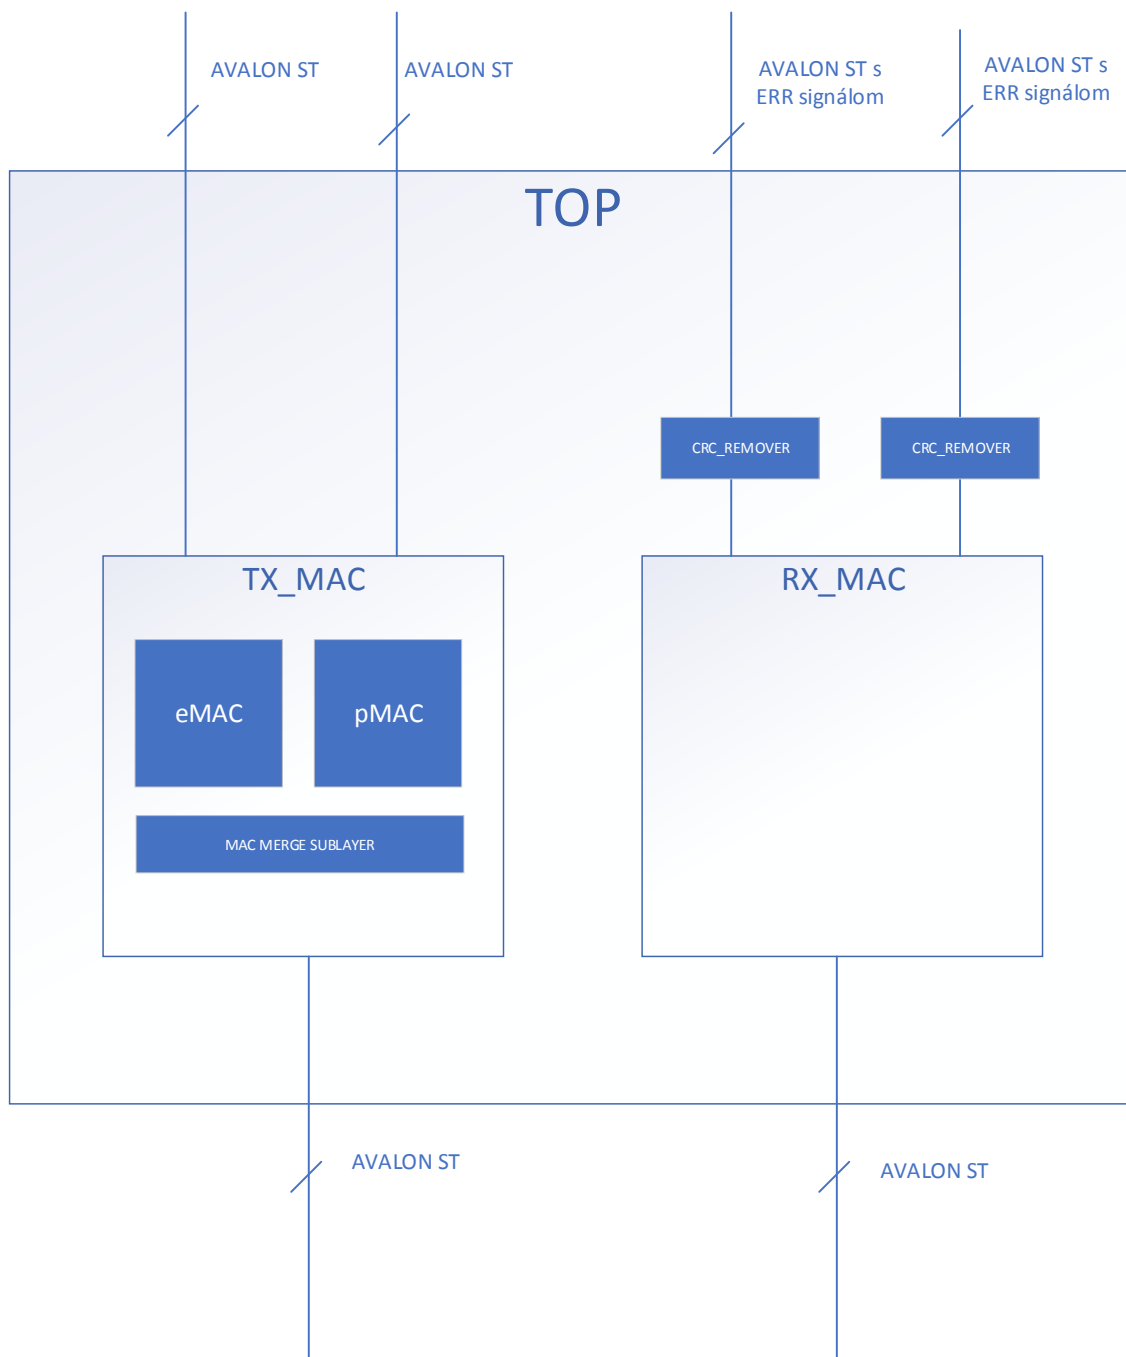 AVALON ST
AVALON ST
AVALON ST s
ERR signálom
AVALON ST s
ERR signálom
TOP
CRC_REMOVER
CRC_REMOVER
TX_MAC
RX_MAC
eMAC
pMAC
MAC MERGE SUBLAYER
AVALON ST
AVALON ST